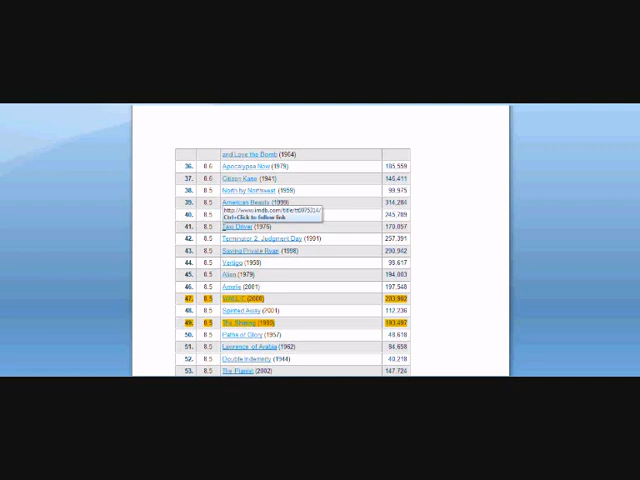 and Love the Bomb (1964)
36. 8.6 Apocalypse Now (1979) 185,559
37. 8.6 Citizen Kane (1941) 146,411
38. 8.5 North by Northwest (1959) 99,975
39. 8.5 American Beauty (1999) 314,284
http://www.imdb.com/title/tt0075314/
Ctrl+Click to follow link
40. 8.5 245,789
41. 8.5 Taxi Driver (1976) 170,057
42. 8.5 Terminator 2: Judgment Day (1991) 257,391
43. 8.5 Saving Private Ryan (1998) 290,942
44. 8.5 Vertigo (1958) 98,617
45. 8.5 Alien (1979) 194,003
46. 8.5 Amelie (2001) 197,548
47. 8.5 WALL·E (2008) 203,902
48. 8.5 Spirited Away (2001) 112,236
49. 8.5 The Shining (1980) 193,497
50. 8.5 Paths of Glory (1957) 48,618
51. 8.5 Lawrence of Arabia (1962) 84,658
52. 8.5 Double Indemnity (1944) 40,218
53. 8.5 The Pianist (2002) 147,724